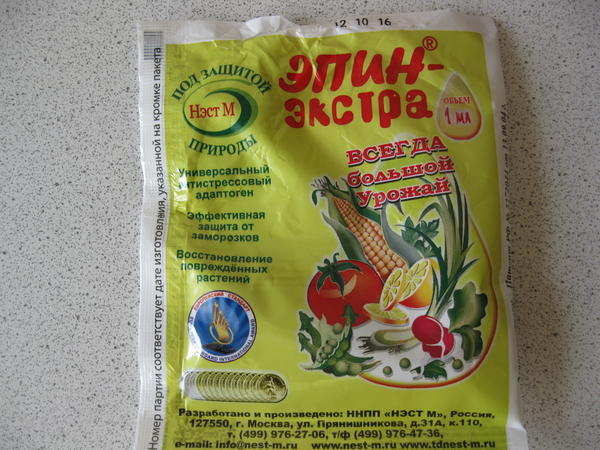 12 10 16
ПОД ЗАЩИТОЙ
Нэст М
ПРИРОДЫ
ЭПИН-
ЭКСТРА
®
ОБЪЕМ
1 мл
ВСЕГДА
большой
Урожай
Универсальный
антистрессовый
адаптоген
Эффективная
защита от
заморозков
Восстановление
повреждённых
растений
ЕВРОПЕЙСКИЙ СТАНДАРТ
Номер партии соответствует дате изготовления, указанной на кромке пакета
Разработано и произведено: ННПП «НЭСТ М», Россия,
127550, г. Москва, ул. Прянишникова, д.31А, к.110,
т. (499) 976-27-06, т/ф (499) 976-47-36,
e-mail: info@nest-m.ru www.nest-m.ru www.tdnest-m.ru